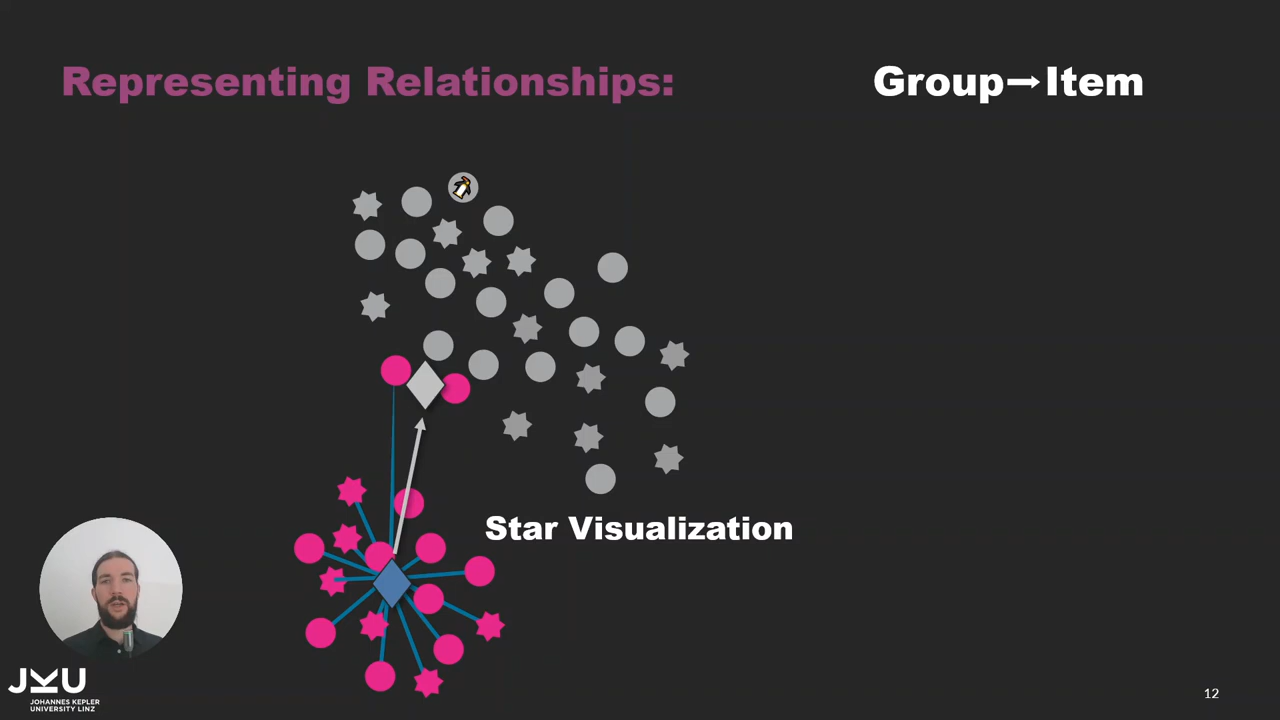 Representing Relationships:
Group→Item
Star Visualization
JKU
JOHANNES KEPLER
UNIVERSITY LINZ
12